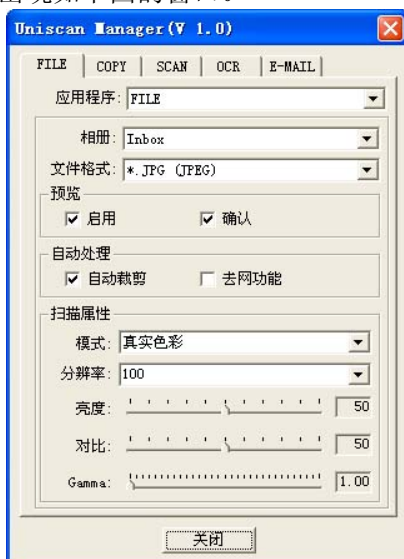 Uniscan Manager(V 1.0)
FILE COPY SCAN OCR E-MAIL
应用程序: FILE
相册: Inbox
文件格式: *.JPG (JPEG)
预览
启用 确认
自动处理
自动裁剪 去网功能
扫描属性
模式: 真实色彩
分辨率: 100
亮度: 50
对比: 50
Gamma: 1.00
关闭